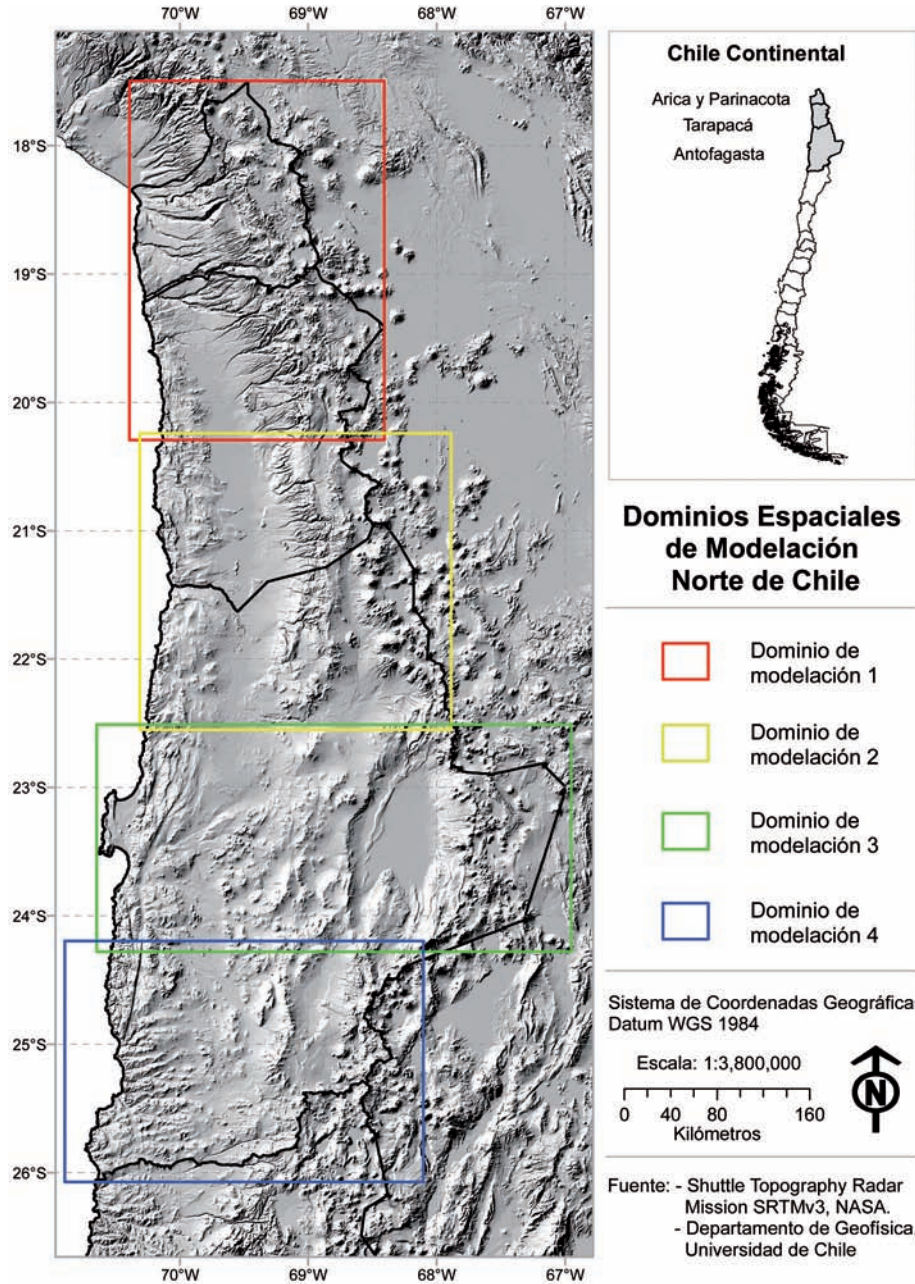 70°W 69°W 68°W 67°W
18°S
19°S
20°S
21°S
22°S
23°S
24°S
25°S
26°S
70°W 69°W 68°W 67°W
Chile Continental
Arica y Parinacota
Tarapacá
Antofagasta
Dominios Espaciales
de Modelación
Norte de Chile
Dominio de
modelación 1
Dominio de
modelación 2
Dominio de
modelación 3
Dominio de
modelación 4
Sistema de Coordenadas Geográfica
Datum WGS 1984
Escala: 1:3,800,000
0 40 80 160
Kilómetros
N
Fuente: - Shuttle Topography Radar
Mission SRTMv3, NASA.
- Departamento de Geofísica
Universidad de Chile